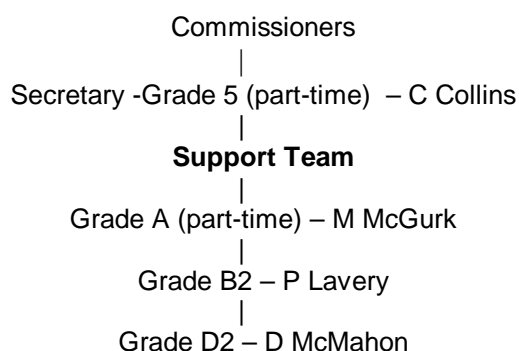 Commissioners
Secretary -Grade 5 (part-time) – C Collins
Support Team
Grade A (part-time) – M McGurk
Grade B2 – P Lavery
Grade D2 – D McMahon